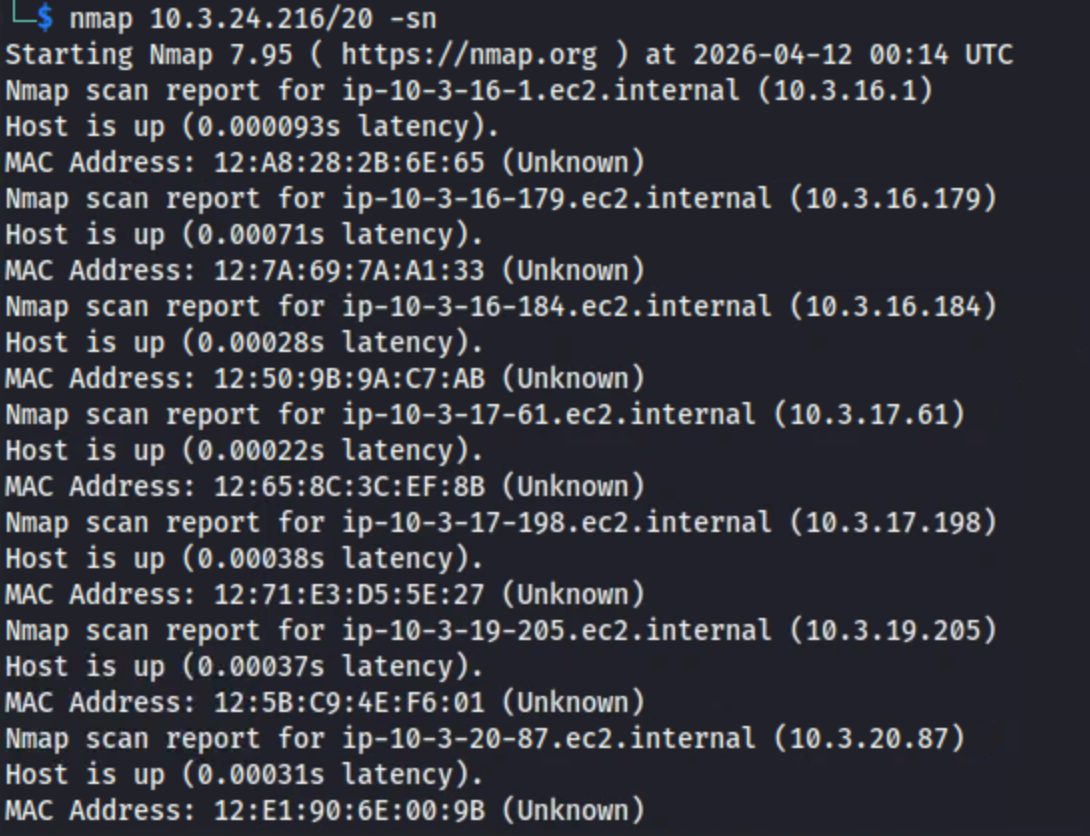 └─$ nmap 10.3.24.216/20 -sn
Starting Nmap 7.95 ( https://nmap.org ) at 2026-04-12 00:14 UTC
Nmap scan report for ip-10-3-16-1.ec2.internal (10.3.16.1)
Host is up (0.000093s latency).
MAC Address: 12:A8:28:2B:6E:65 (Unknown)
Nmap scan report for ip-10-3-16-179.ec2.internal (10.3.16.179)
Host is up (0.00071s latency).
MAC Address: 12:7A:69:7A:A1:33 (Unknown)
Nmap scan report for ip-10-3-16-184.ec2.internal (10.3.16.184)
Host is up (0.00028s latency).
MAC Address: 12:50:9B:9A:C7:AB (Unknown)
Nmap scan report for ip-10-3-17-61.ec2.internal (10.3.17.61)
Host is up (0.00022s latency).
MAC Address: 12:65:8C:3C:EF:8B (Unknown)
Nmap scan report for ip-10-3-17-198.ec2.internal (10.3.17.198)
Host is up (0.00038s latency).
MAC Address: 12:71:E3:D5:5E:27 (Unknown)
Nmap scan report for ip-10-3-19-205.ec2.internal (10.3.19.205)
Host is up (0.00037s latency).
MAC Address: 12:5B:C9:4E:F6:01 (Unknown)
Nmap scan report for ip-10-3-20-87.ec2.internal (10.3.20.87)
Host is up (0.00031s latency).
MAC Address: 12:E1:90:6E:00:9B (Unknown)